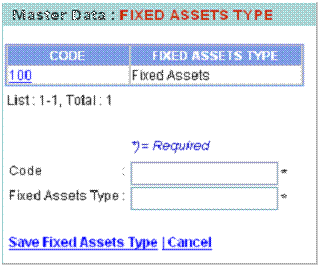 Master Data : FIXED ASSETS TYPE
CODE FIXED ASSETS TYPE
100 Fixed Assets
List : 1-1, Total : 1
*)= Required
Code : *
Fixed Assets Type : *
Save Fixed Assets Type | Cancel